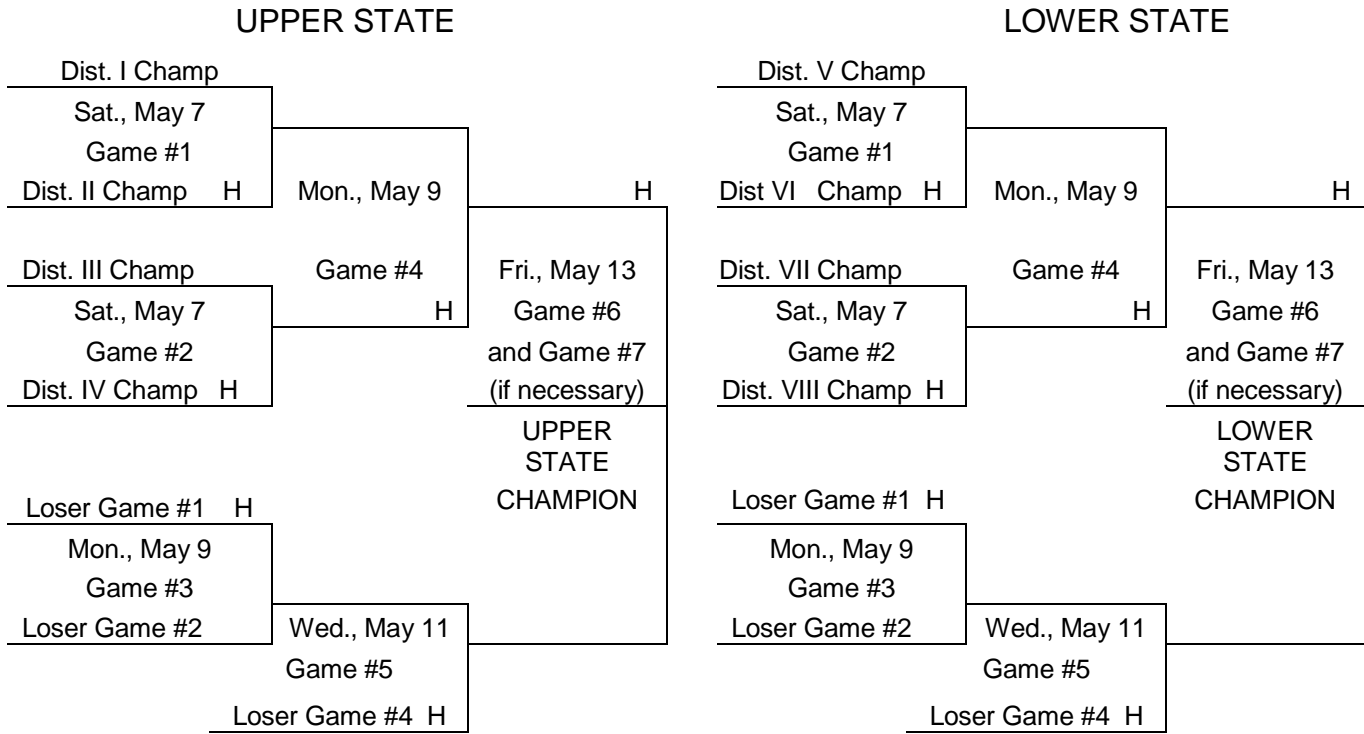 UPPER STATE
Dist. I Champ
Sat., May 7
Game #1
Dist. II Champ H
Mon., May 9
H
Dist. III Champ
Game #4
Fri., May 13
Sat., May 7
H
Game #6
Game #2
and Game #7
Dist. IV Champ H
(if necessary)
UPPER
STATE
CHAMPION
Loser Game #1 H
Mon., May 9
Game #3
Loser Game #2
Wed., May 11
Game #5
Loser Game #4 H
LOWER STATE
Dist. V Champ
Sat., May 7
Game #1
Dist VI Champ H
Mon., May 9
H
Dist. VII Champ
Game #4
Fri., May 13
Sat., May 7
H
Game #6
Game #2
and Game #7
Dist. VIII Champ H
(if necessary)
LOWER
STATE
CHAMPION
Loser Game #1 H
Mon., May 9
Game #3
Loser Game #2
Wed., May 11
Game #5
Loser Game #4 H